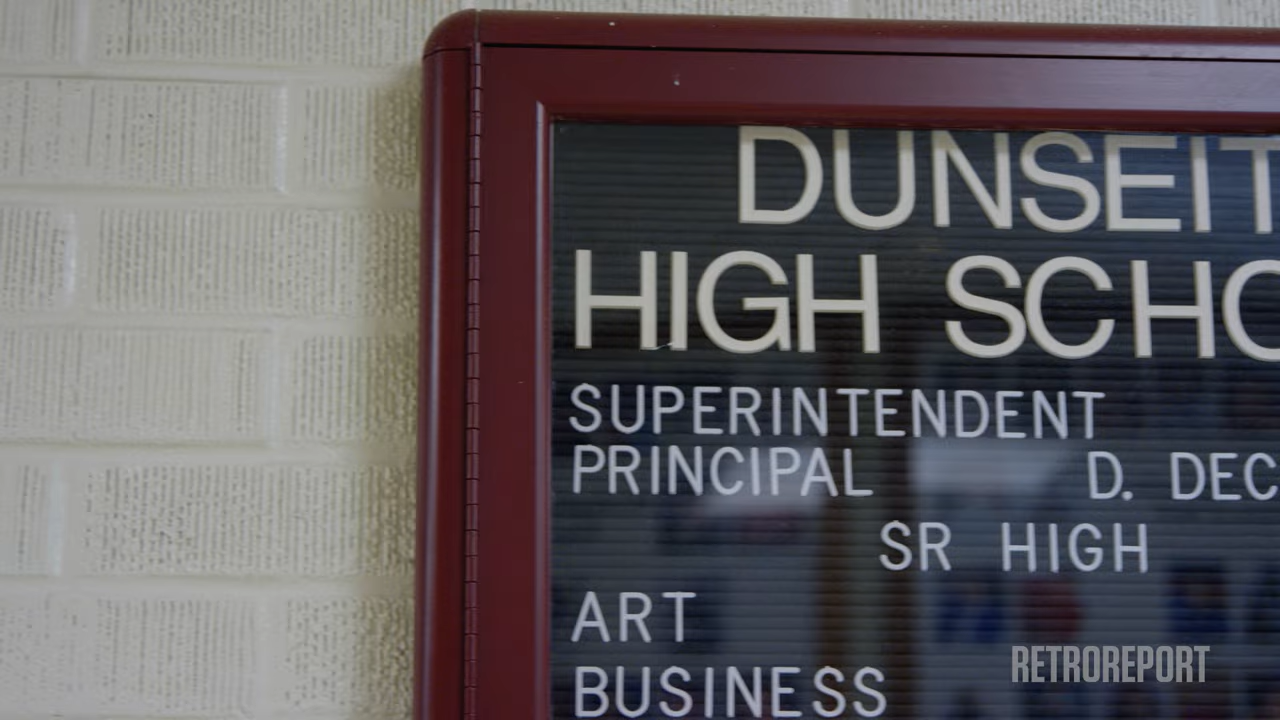 DUNSEIT
HIGH SCHO
SUPERINTENDENT
PRINCIPAL D. DEC
SR HIGH
ART
BUSINESS
RETROREPORT